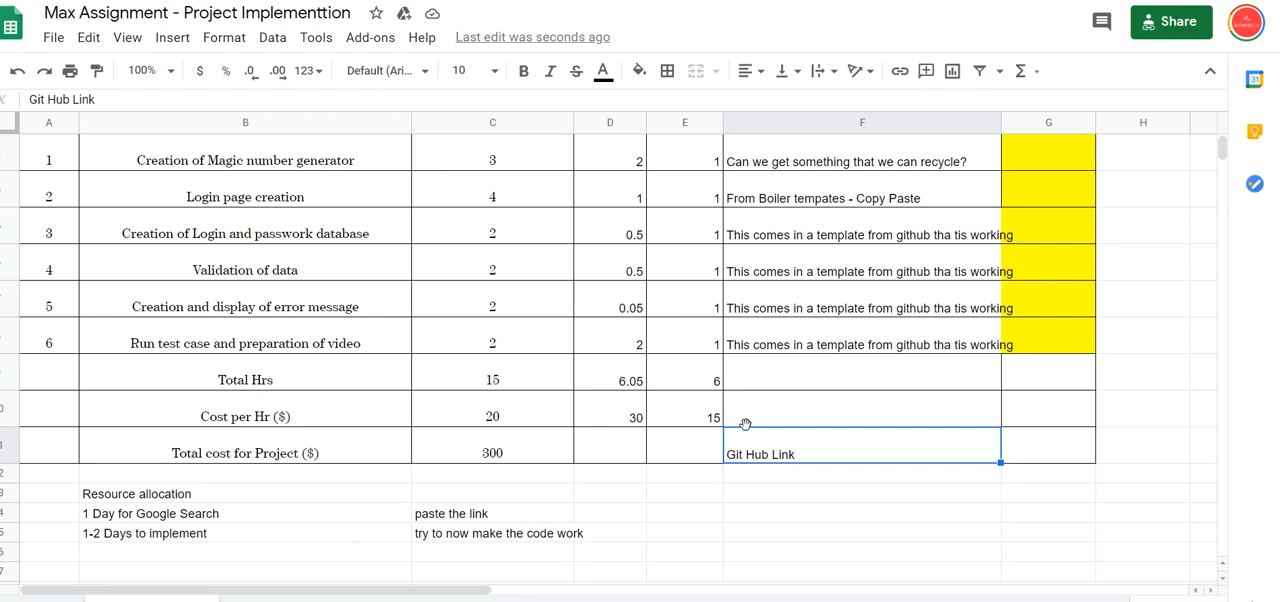 Max Assignment - Project Implementtion
File Edit View Insert Format Data Tools Add-ons Help Last edit was seconds ago
Share
100% $ % .0 .00 123 Default (Ari... 10 B I S A
31
Git Hub Link
A B C D E F G H
1 Creation of Magic number generator 3 2 1 Can we get something that we can recycle?
2 Login page creation 4 1 1 From Boiler tempates - Copy Paste
3 Creation of Login and passwork database 2 0.5 1 This comes in a template from github tha tis working
4 Validation of data 2 0.5 1 This comes in a template from github tha tis working
5 Creation and display of error message 2 0.05 1 This comes in a template from github tha tis working
6 Run test case and preparation of video 2 2 1 This comes in a template from github tha tis working
Total Hrs 15 6.05 6
0 Cost per Hr ($) 20 30 15
1 Total cost for Project ($) 300 Git Hub Link
2
3 Resource allocation
4 1 Day for Google Search paste the link
5 1-2 Days to implement try to now make the code work
6
7